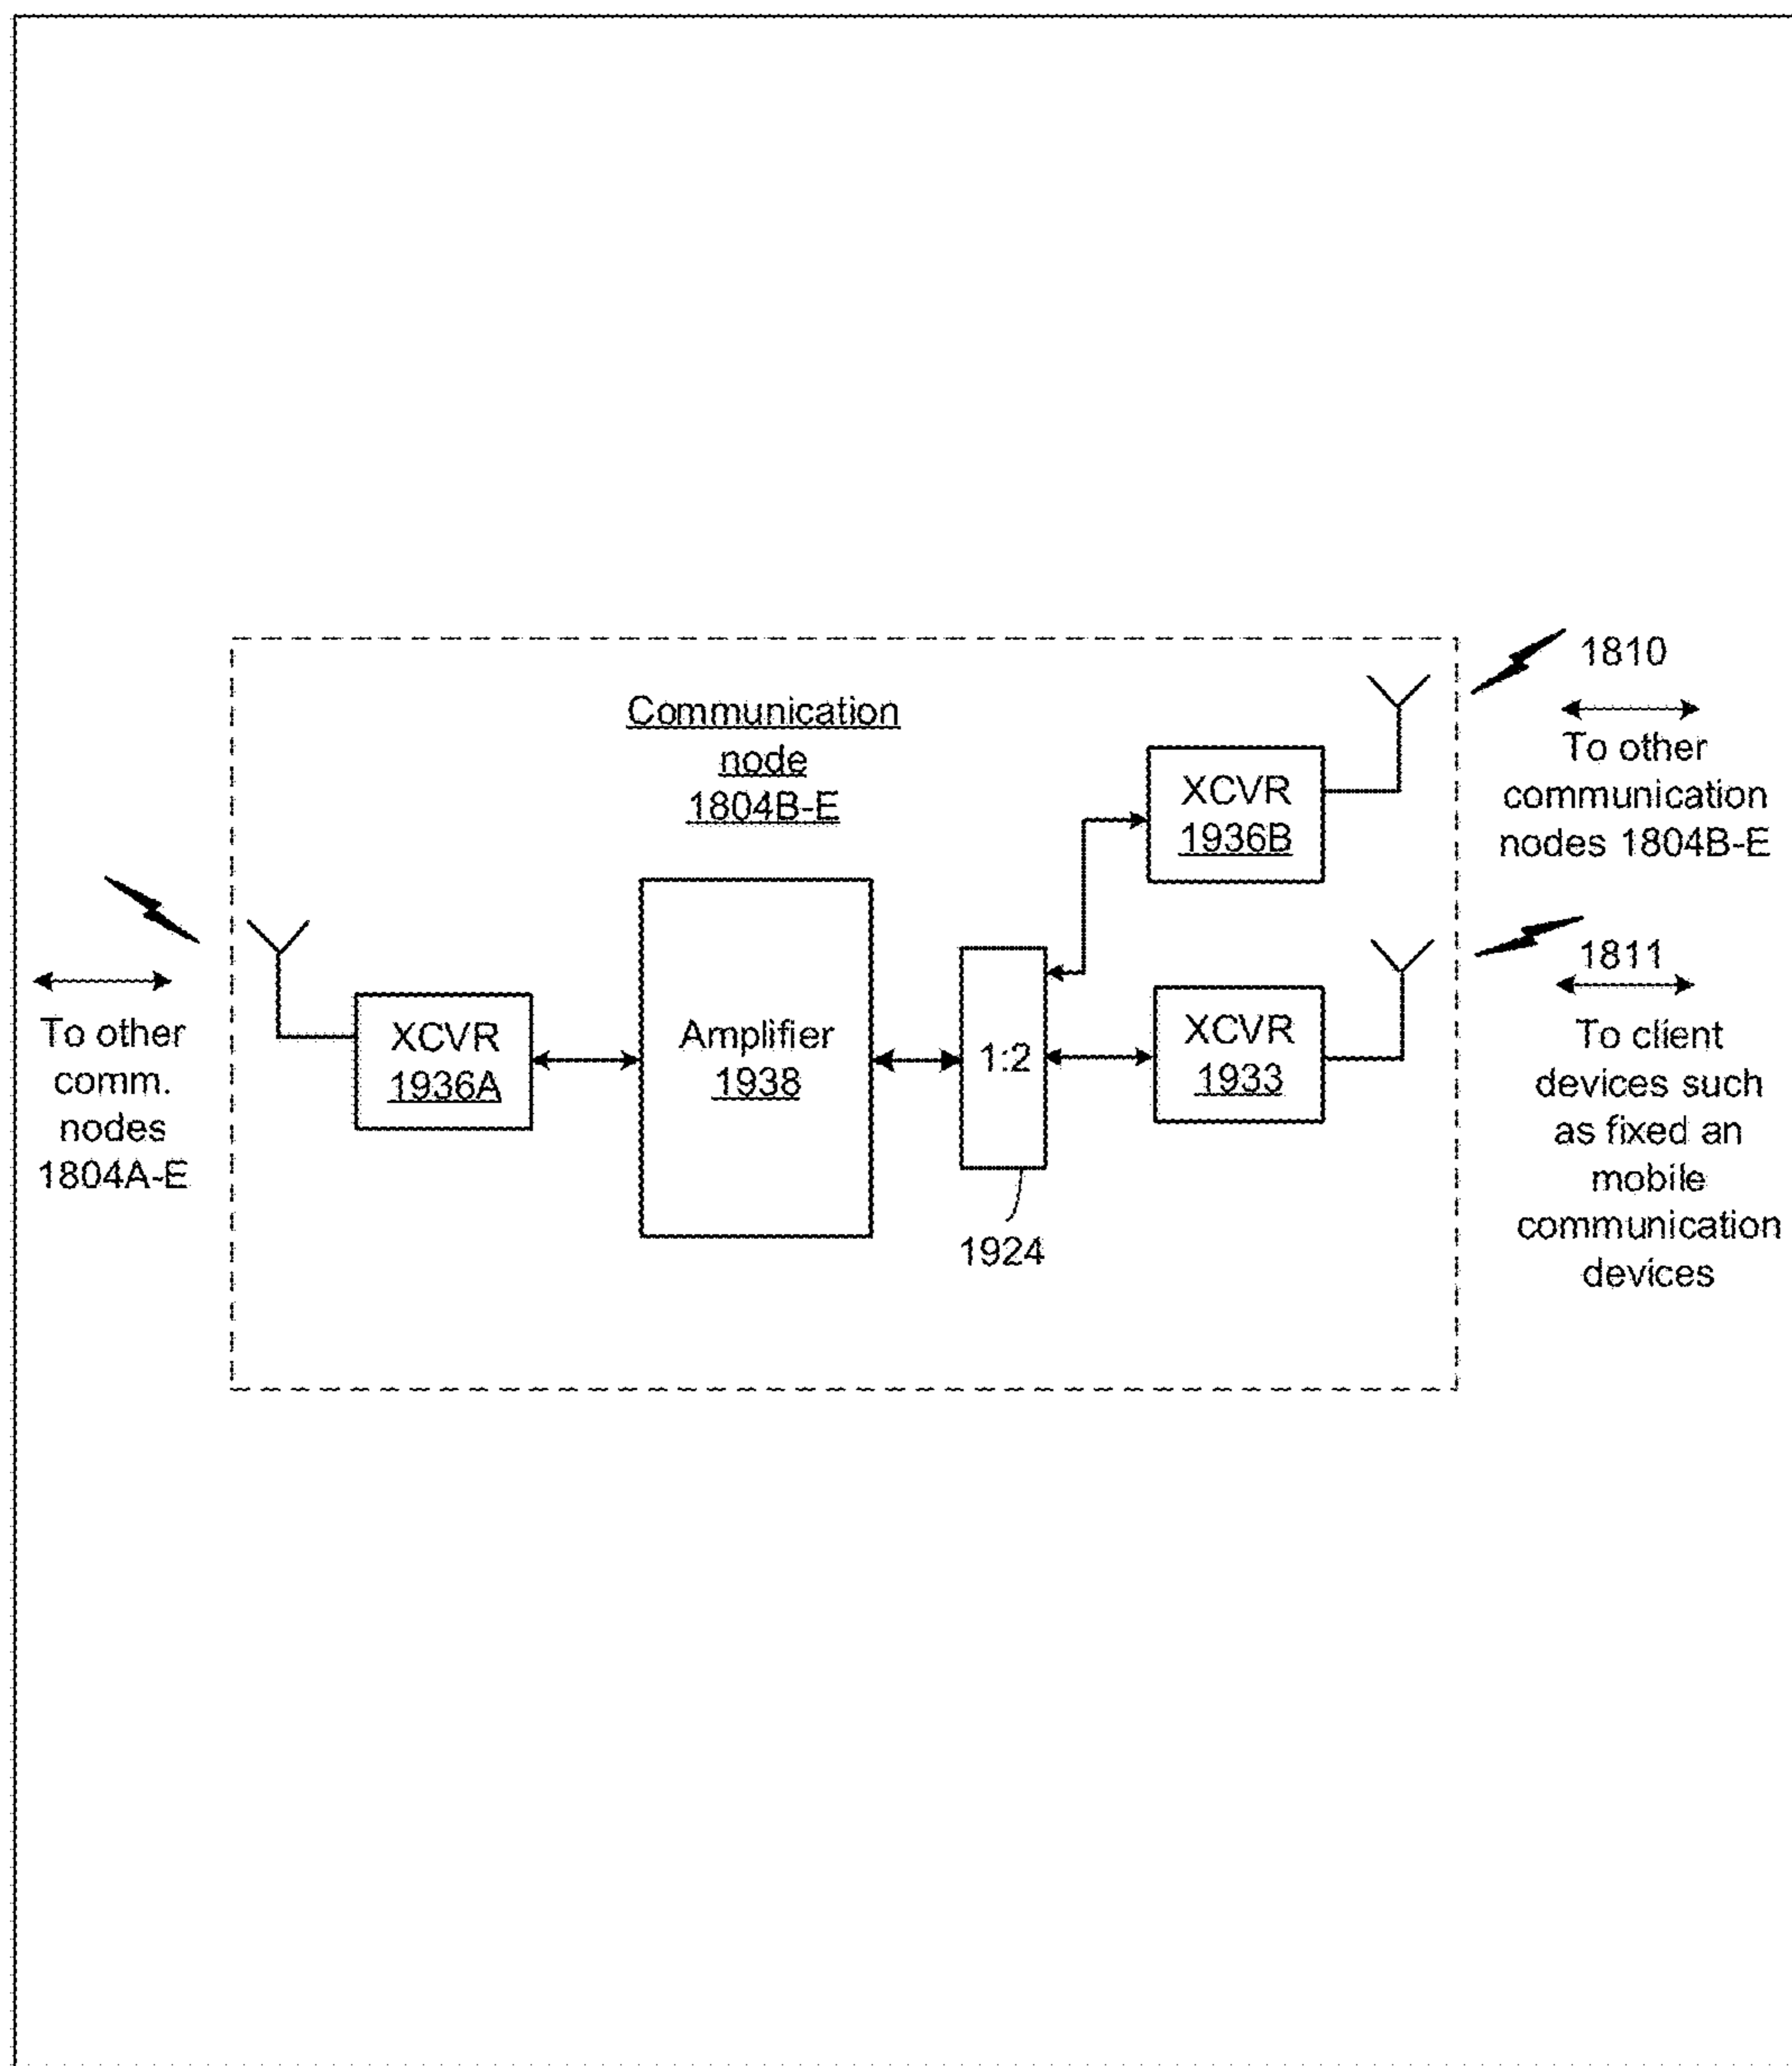 Communication
node
1804B-E
To other
comm.
nodes
1804A-E
XCVR
1936A
Amplifier
1938
1:2
1924
XCVR
1936B
XCVR
1933
1810
To other
communication
nodes 1804B-E
1811
To client
devices such
as fixed an
mobile
communication
devices